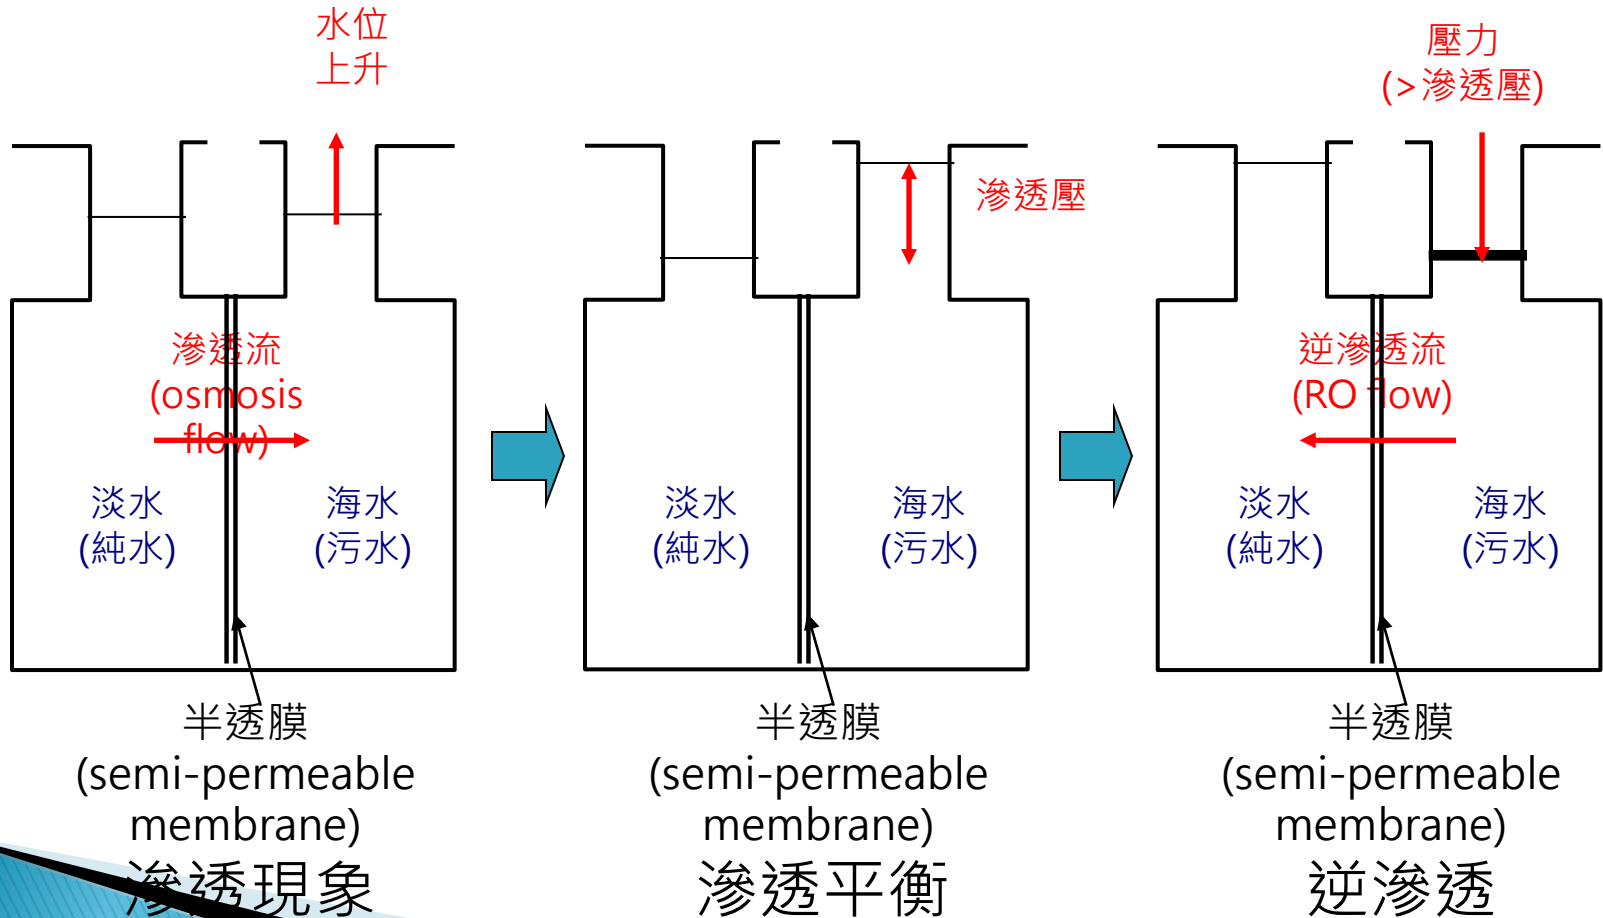 水位
上升
滲透流
(osmosis
flow)
淡水
(純水)
海水
(污水)
半透膜
(semi-permeable
membrane)
滲透現象
滲透壓
淡水
(純水)
海水
(污水)
半透膜
(semi-permeable
membrane)
滲透平衡
壓力
(>滲透壓)
逆滲透流
(RO flow)
淡水
(純水)
海水
(污水)
半透膜
(semi-permeable
membrane)
逆滲透